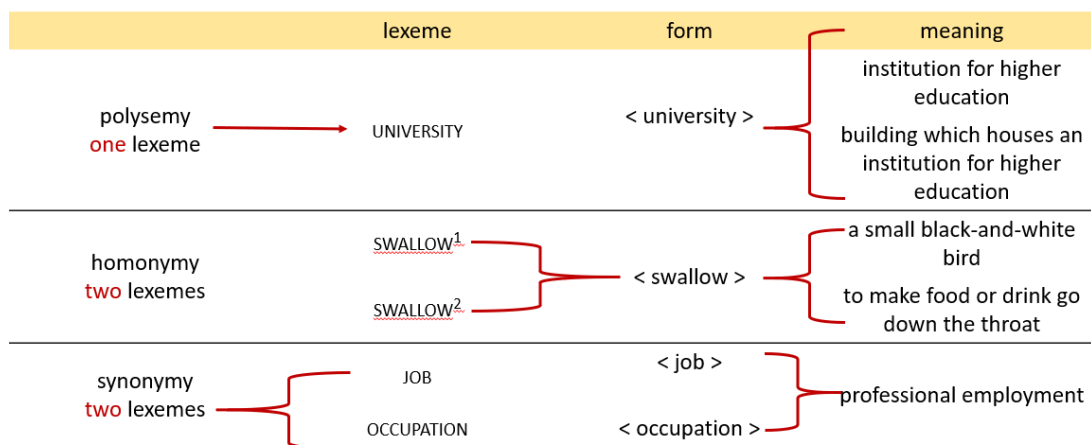 lexeme form meaning
polysemy
one lexeme
UNIVERSITY
< university >
institution for higher
education
building which houses an
institution for higher
education
homonymy
two lexemes
SWALLOW1
SWALLOW2
< swallow >
a small black-and-white
bird
to make food or drink go
down the throat
synonymy
two lexemes
JOB
OCCUPATION
< job >
< occupation >
professional employment